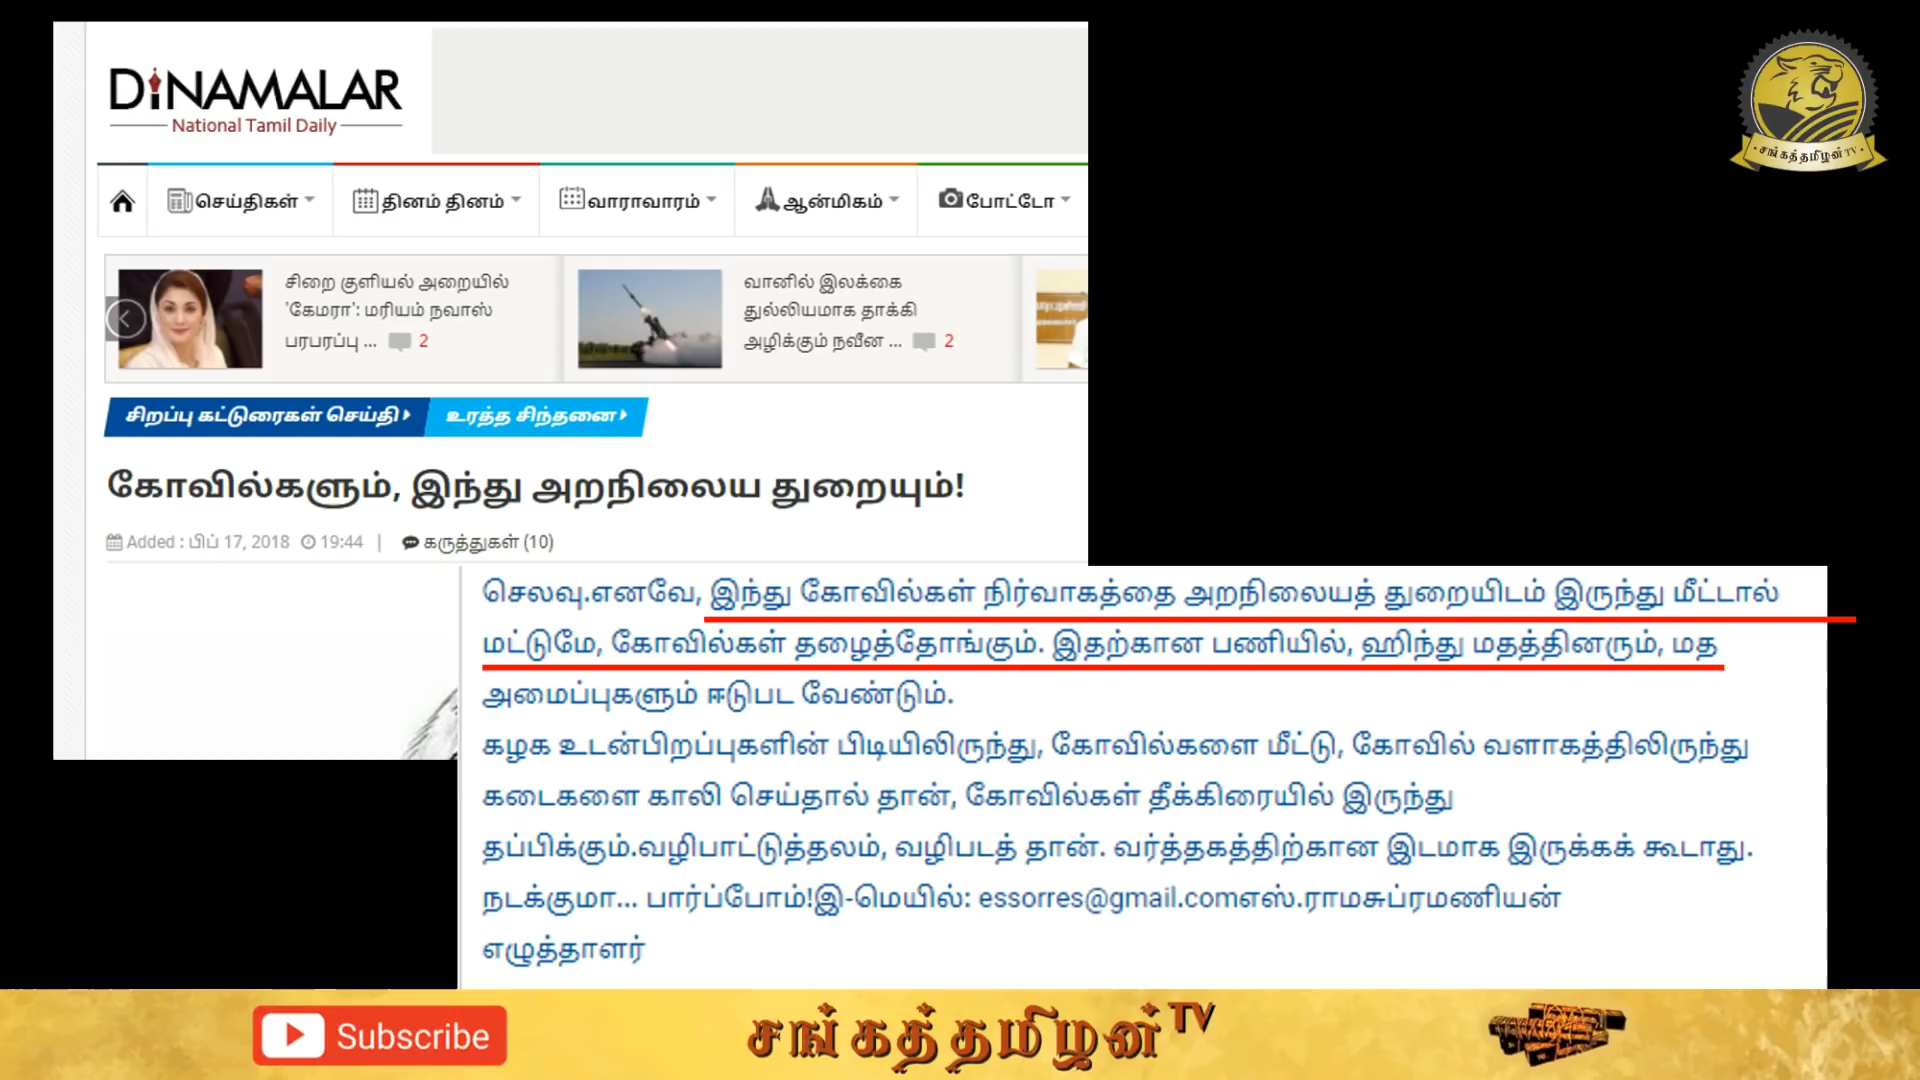 DINAMALAR
National Tamil Daily
சங்கத்தமிழன் TV
செய்திகள்
தினம் தினம்
வாராவாரம்
ஆன்மிகம்
போட்டோ
சிறை குளியல் அறையில்
'கேமரா': மரியம் நவாஸ்
பரபரப்பு ... 2
வானில் இலக்கை
துல்லியமாக தாக்கி
அழிக்கும் நவீன ... 2
சிறப்பு கட்டுரைகள் செய்தி
உரத்த சிந்தனை
கோவில்களும், இந்து அறநிலைய துறையும்!
Added : பிப் 17, 2018 19:44 | கருத்துகள் (10)
செலவு.எனவே, இந்து கோவில்கள் நிர்வாகத்தை அறநிலையத் துறையிடம் இருந்து மீட்டால்
மட்டுமே, கோவில்கள் தழைத்தோங்கும். இதற்கான பணியில், ஹிந்து மதத்தினரும், மத
அமைப்புகளும் ஈடுபட வேண்டும்.
கழக உடன்பிறப்புகளின் பிடியிலிருந்து, கோவில்களை மீட்டு, கோவில் வளாகத்திலிருந்து
கடைகளை காலி செய்தால் தான், கோவில்கள் தீக்கிரையில் இருந்து
தப்பிக்கும்.வழிபாட்டுத்தலம், வழிபடத் தான். வர்த்தகத்திற்கான இடமாக இருக்கக் கூடாது.
நடக்குமா... பார்ப்போம்!இ-மெயில்: essorres@gmail.comஎஸ்.ராமசுப்ரமணியன்
எழுத்தாளர்
Subscribe
சங்கத்தமிழன் TV